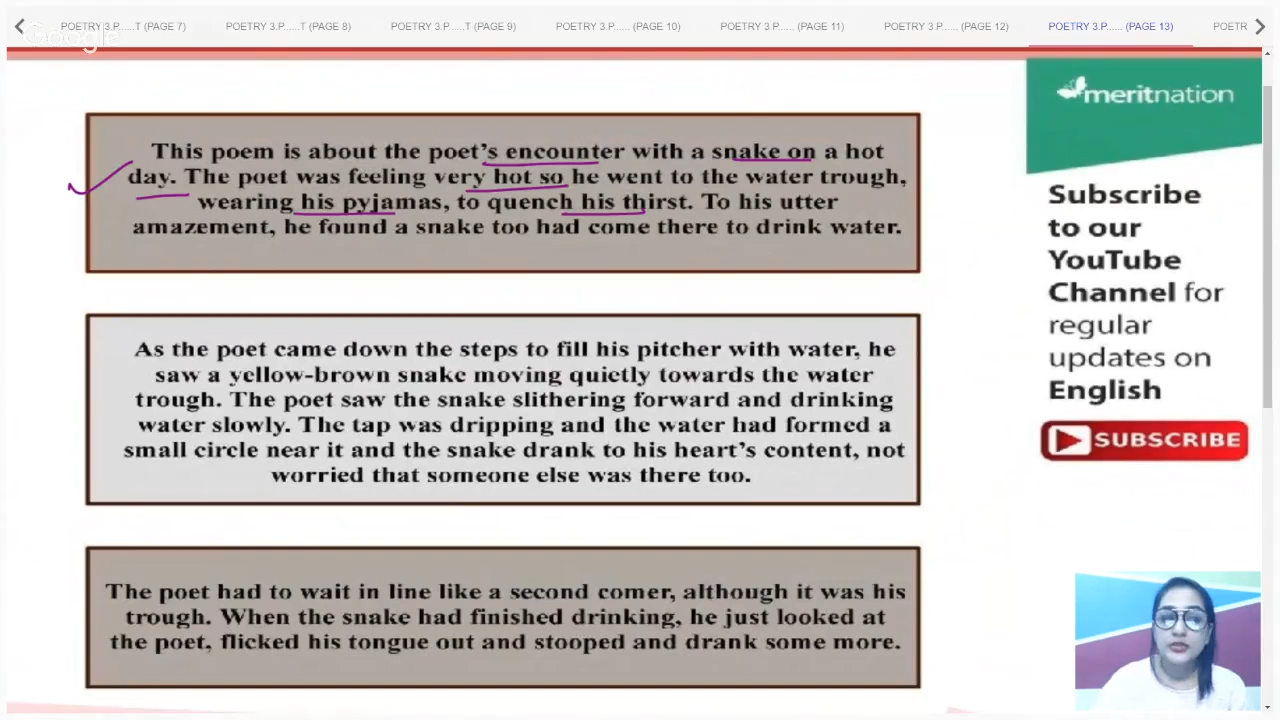 POETRY 3.P......T (PAGE 7)
POETRY 3.P......T (PAGE 8)
POETRY 3.P.....T (PAGE 9)
POETRY 3.P...... (PAGE 10)
POETRY 3.P..... (PAGE 11)
POETRY 3.P...... (PAGE 12)
POETRY 3.P...... (PAGE 13)
POETR
Google
This poem is about the poet's encounter with a snake on a hot
day. The poet was feeling very hot so he went to the water trough,
wearing his pyjamas, to quench his thirst. To his utter
amazement, he found a snake too had come there to drink water.
As the poet came down the steps to fill his pitcher with water, he
saw a yellow-brown snake moving quietly towards the water
trough. The poet saw the snake slithering forward and drinking
water slowly. The tap was dripping and the water had formed a
small circle near it and the snake drank to his heart's content, not
worried that someone else was there too.
The poet had to wait in line like a second comer, although it was his
trough. When the snake had finished drinking, he just looked at
the poet, flicked his tongue out and stooped and drank some more.
meritnation
Subscribe
to our
YouTube
Channel for
regular
updates on
English
SUBSCRIBE